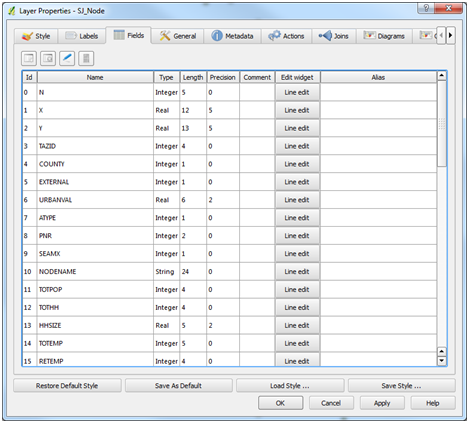 Layer Properties - SJ_Node
Style Labels Fields General Metadata Actions Joins Diagrams
Id Name Type Length Precision Comment Edit widget Alias
0 N Integer 5 0 Line edit
1 X Real 12 5 Line edit
2 Y Real 13 5 Line edit
3 TAZID Integer 4 0 Line edit
4 COUNTY Integer 1 0 Line edit
5 EXTERNAL Integer 1 0 Line edit
6 URBANVAL Real 6 2 Line edit
7 ATYPE Integer 1 0 Line edit
8 PNR Integer 2 0 Line edit
9 SEAMX Integer 1 0 Line edit
10 NODENAME String 24 0 Line edit
11 TOTPOP Integer 4 0 Line edit
12 TOTHH Integer 4 0 Line edit
13 HHSIZE Real 5 2 Line edit
14 TOTEMP Integer 5 0 Line edit
15 RETEMP Integer 4 0 Line edit
Restore Default Style Save As Default Load Style ... Save Style ...
OK Cancel Apply Help